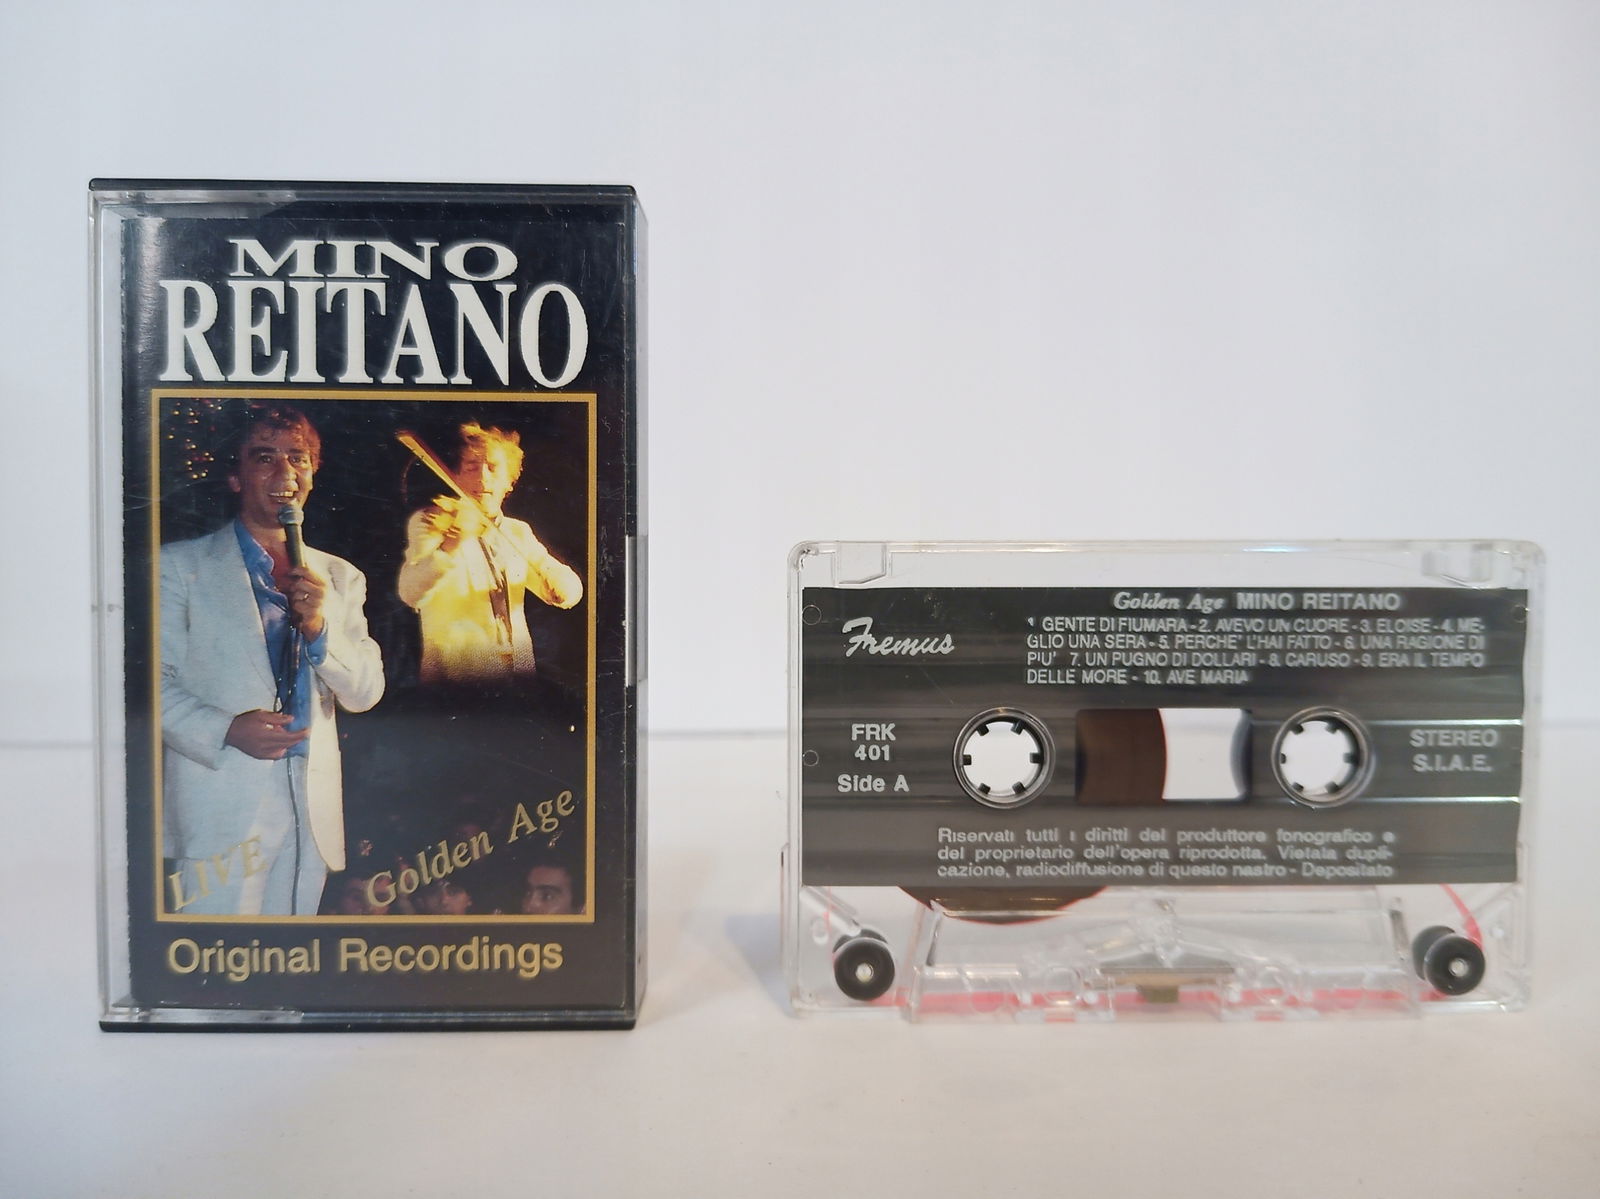 MINO
REITANO
LIVE
Golden Age
Original Recordings
Golden Age MINO REITANO
Fremus
1 GENTE DI FIUMARA - 2. AVEVO UN CUORE - 3. ELOISE - 4. ME-
GLIO UNA SERA - 5. PERCHE' L'HAI FATTO - 6. UNA RAGIONE DI
PIU' 7. UN PUGNO DI DOLLARI - 8. CARUSO - 9. ERA IL TEMPO
DELLE MORE - 10. AVE MARIA
FRK
401
Side A
STEREO
S.I.A.E.
Riservati tutti i diritti del produttore fonografico e
del proprietario dell'opera riprodotta. Vietata dupli-
cazione, radiodiffusione di questo nastro - Depositato